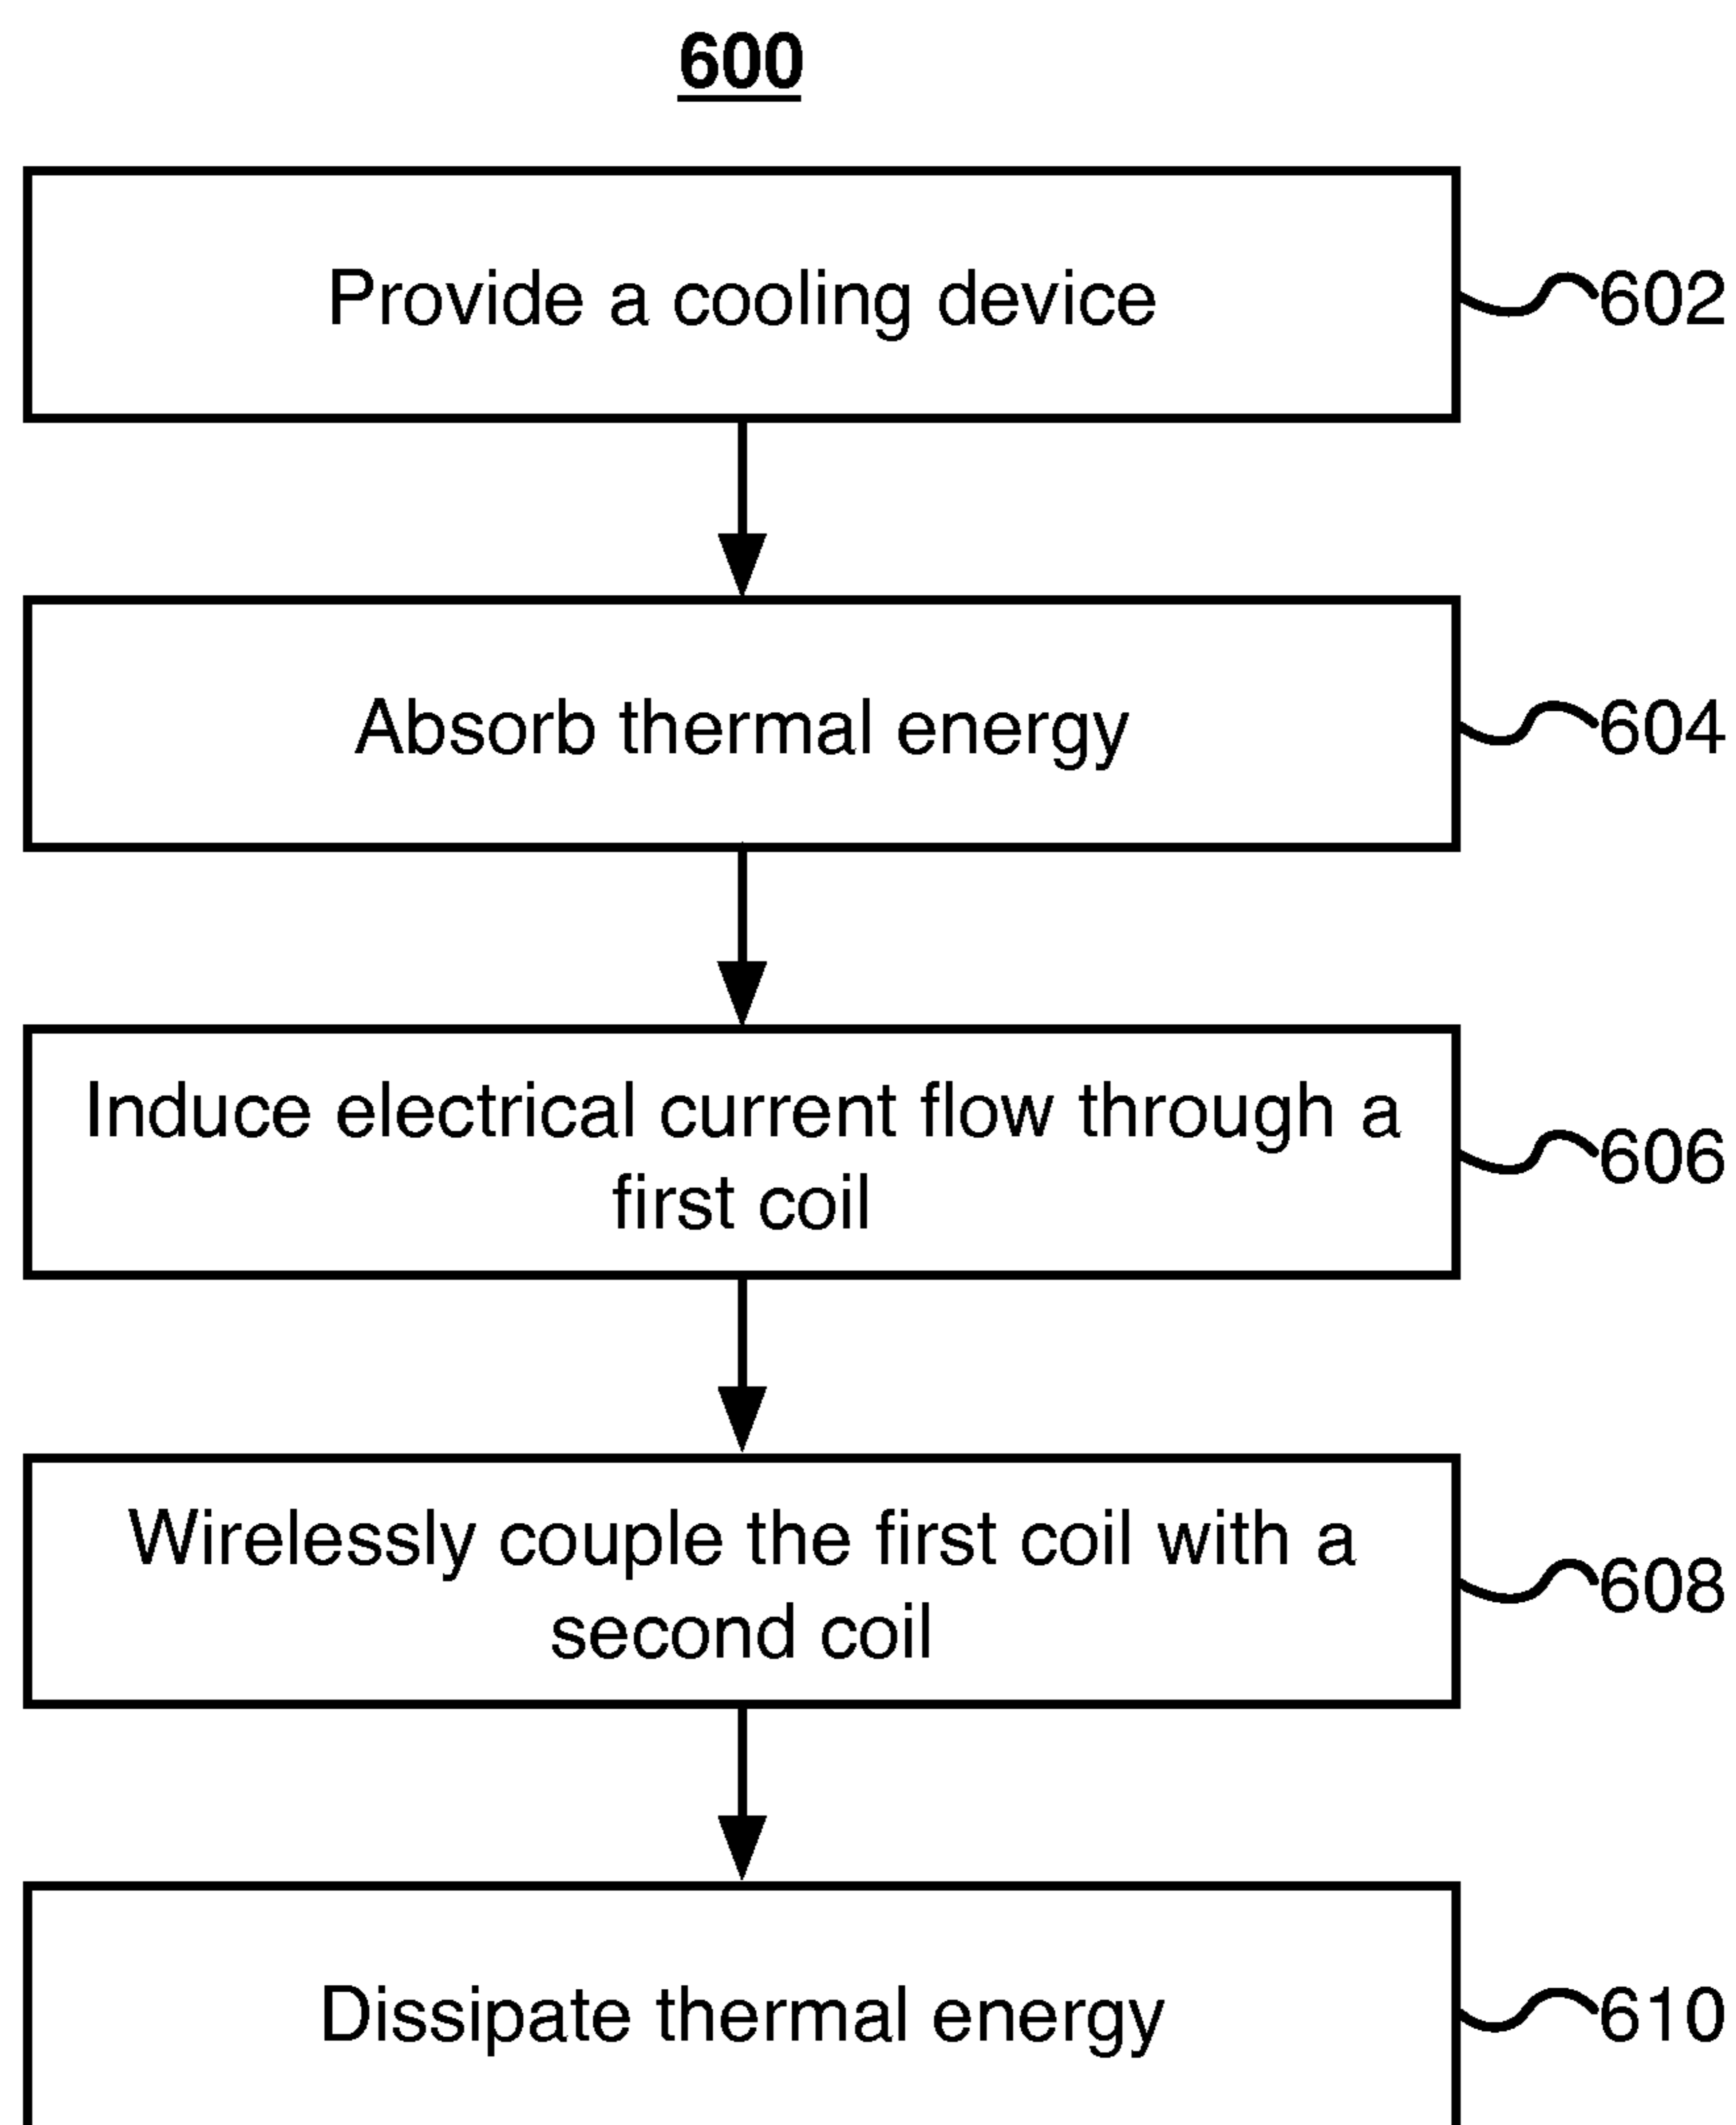 600
Provide a cooling device
602
Absorb thermal energy
604
Induce electrical current flow through a
first coil
606
Wirelessly couple the first coil with a
second coil
608
Dissipate thermal energy
610